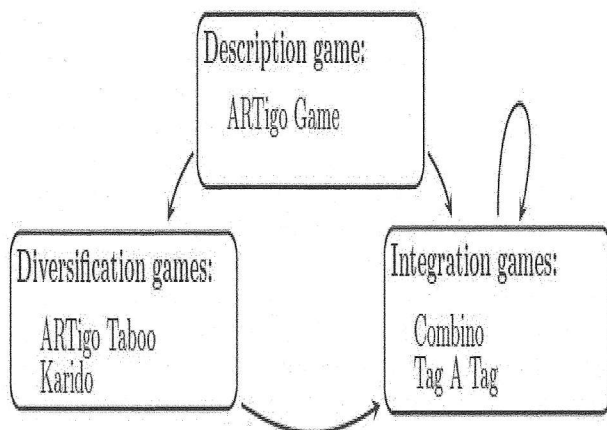 Description game:
ARTigo Game
Diversification games:
ARTigo Taboo
Karido
Integration games:
Combino
Tag A Tag